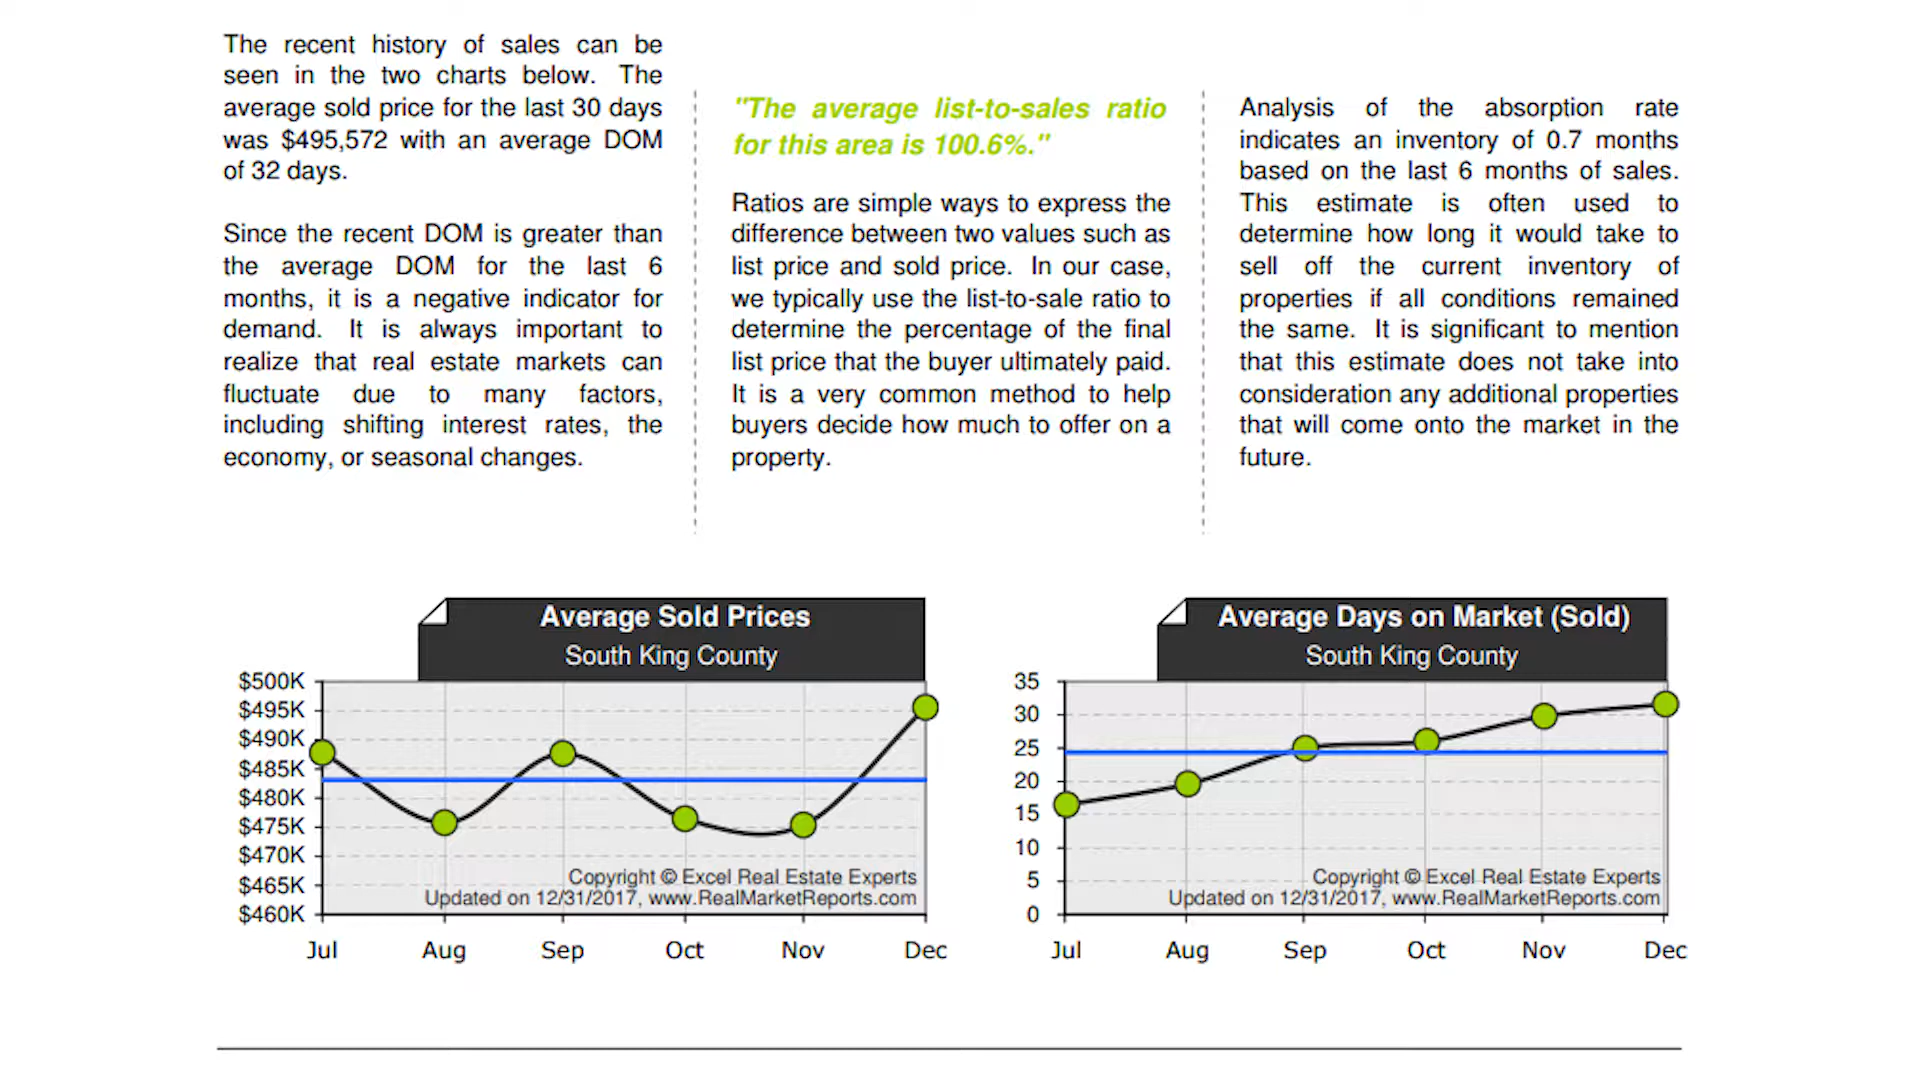 The recent history of sales can be
seen in the two charts below. The
average sold price for the last 30 days
was $495,572 with an average DOM
of 32 days.
Since the recent DOM is greater than
the average DOM for the last 6
months, it is a negative indicator for
demand. It is always important to
realize that real estate markets can
fluctuate due to many factors,
including shifting interest rates, the
economy, or seasonal changes.
"The average list-to-sales ratio
for this area is 100.6%."
Ratios are simple ways to express the
difference between two values such as
list price and sold price. In our case,
we typically use the list-to-sale ratio to
determine the percentage of the final
list price that the buyer ultimately paid.
It is a very common method to help
buyers decide how much to offer on a
property.
Analysis of the absorption rate
indicates an inventory of 0.7 months
based on the last 6 months of sales.
This estimate is often used to
determine how long it would take to
sell off the current inventory of
properties if all conditions remained
the same. It is significant to mention
that this estimate does not take into
consideration any additional properties
that will come onto the market in the
future.
Average Sold Prices
South King County
$500K
$495K
$490K
$485K
$480K
$475K
$470K
$465K
$460K
Copyright © Excel Real Estate Experts
Updated on 12/31/2017, www.RealMarketReports.com
Jul Aug Sep Oct Nov Dec
Average Days on Market (Sold)
South King County
35
30
25
20
15
10
5
0
Copyright © Excel Real Estate Experts
Updated on 12/31/2017, www.RealMarketReports.com
Jul Aug Sep Oct Nov Dec